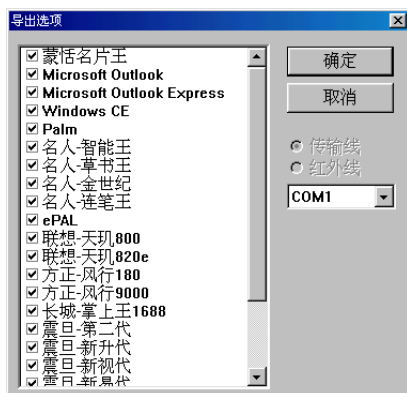 导出选项
蒙恬名片王
Microsoft Outlook
Microsoft Outlook Express
Windows CE
Palm
名人-智能王
名人-草书王
名人-金世纪
名人-连笔王
ePAL
联想-天玑800
联想-天玑820e
方正-风行180
方正-风行9000
长城-掌上王1688
震旦-第二代
震旦-新升代
震旦-新视代
震旦-新易代
确定
取消
传输线
红外线
COM1